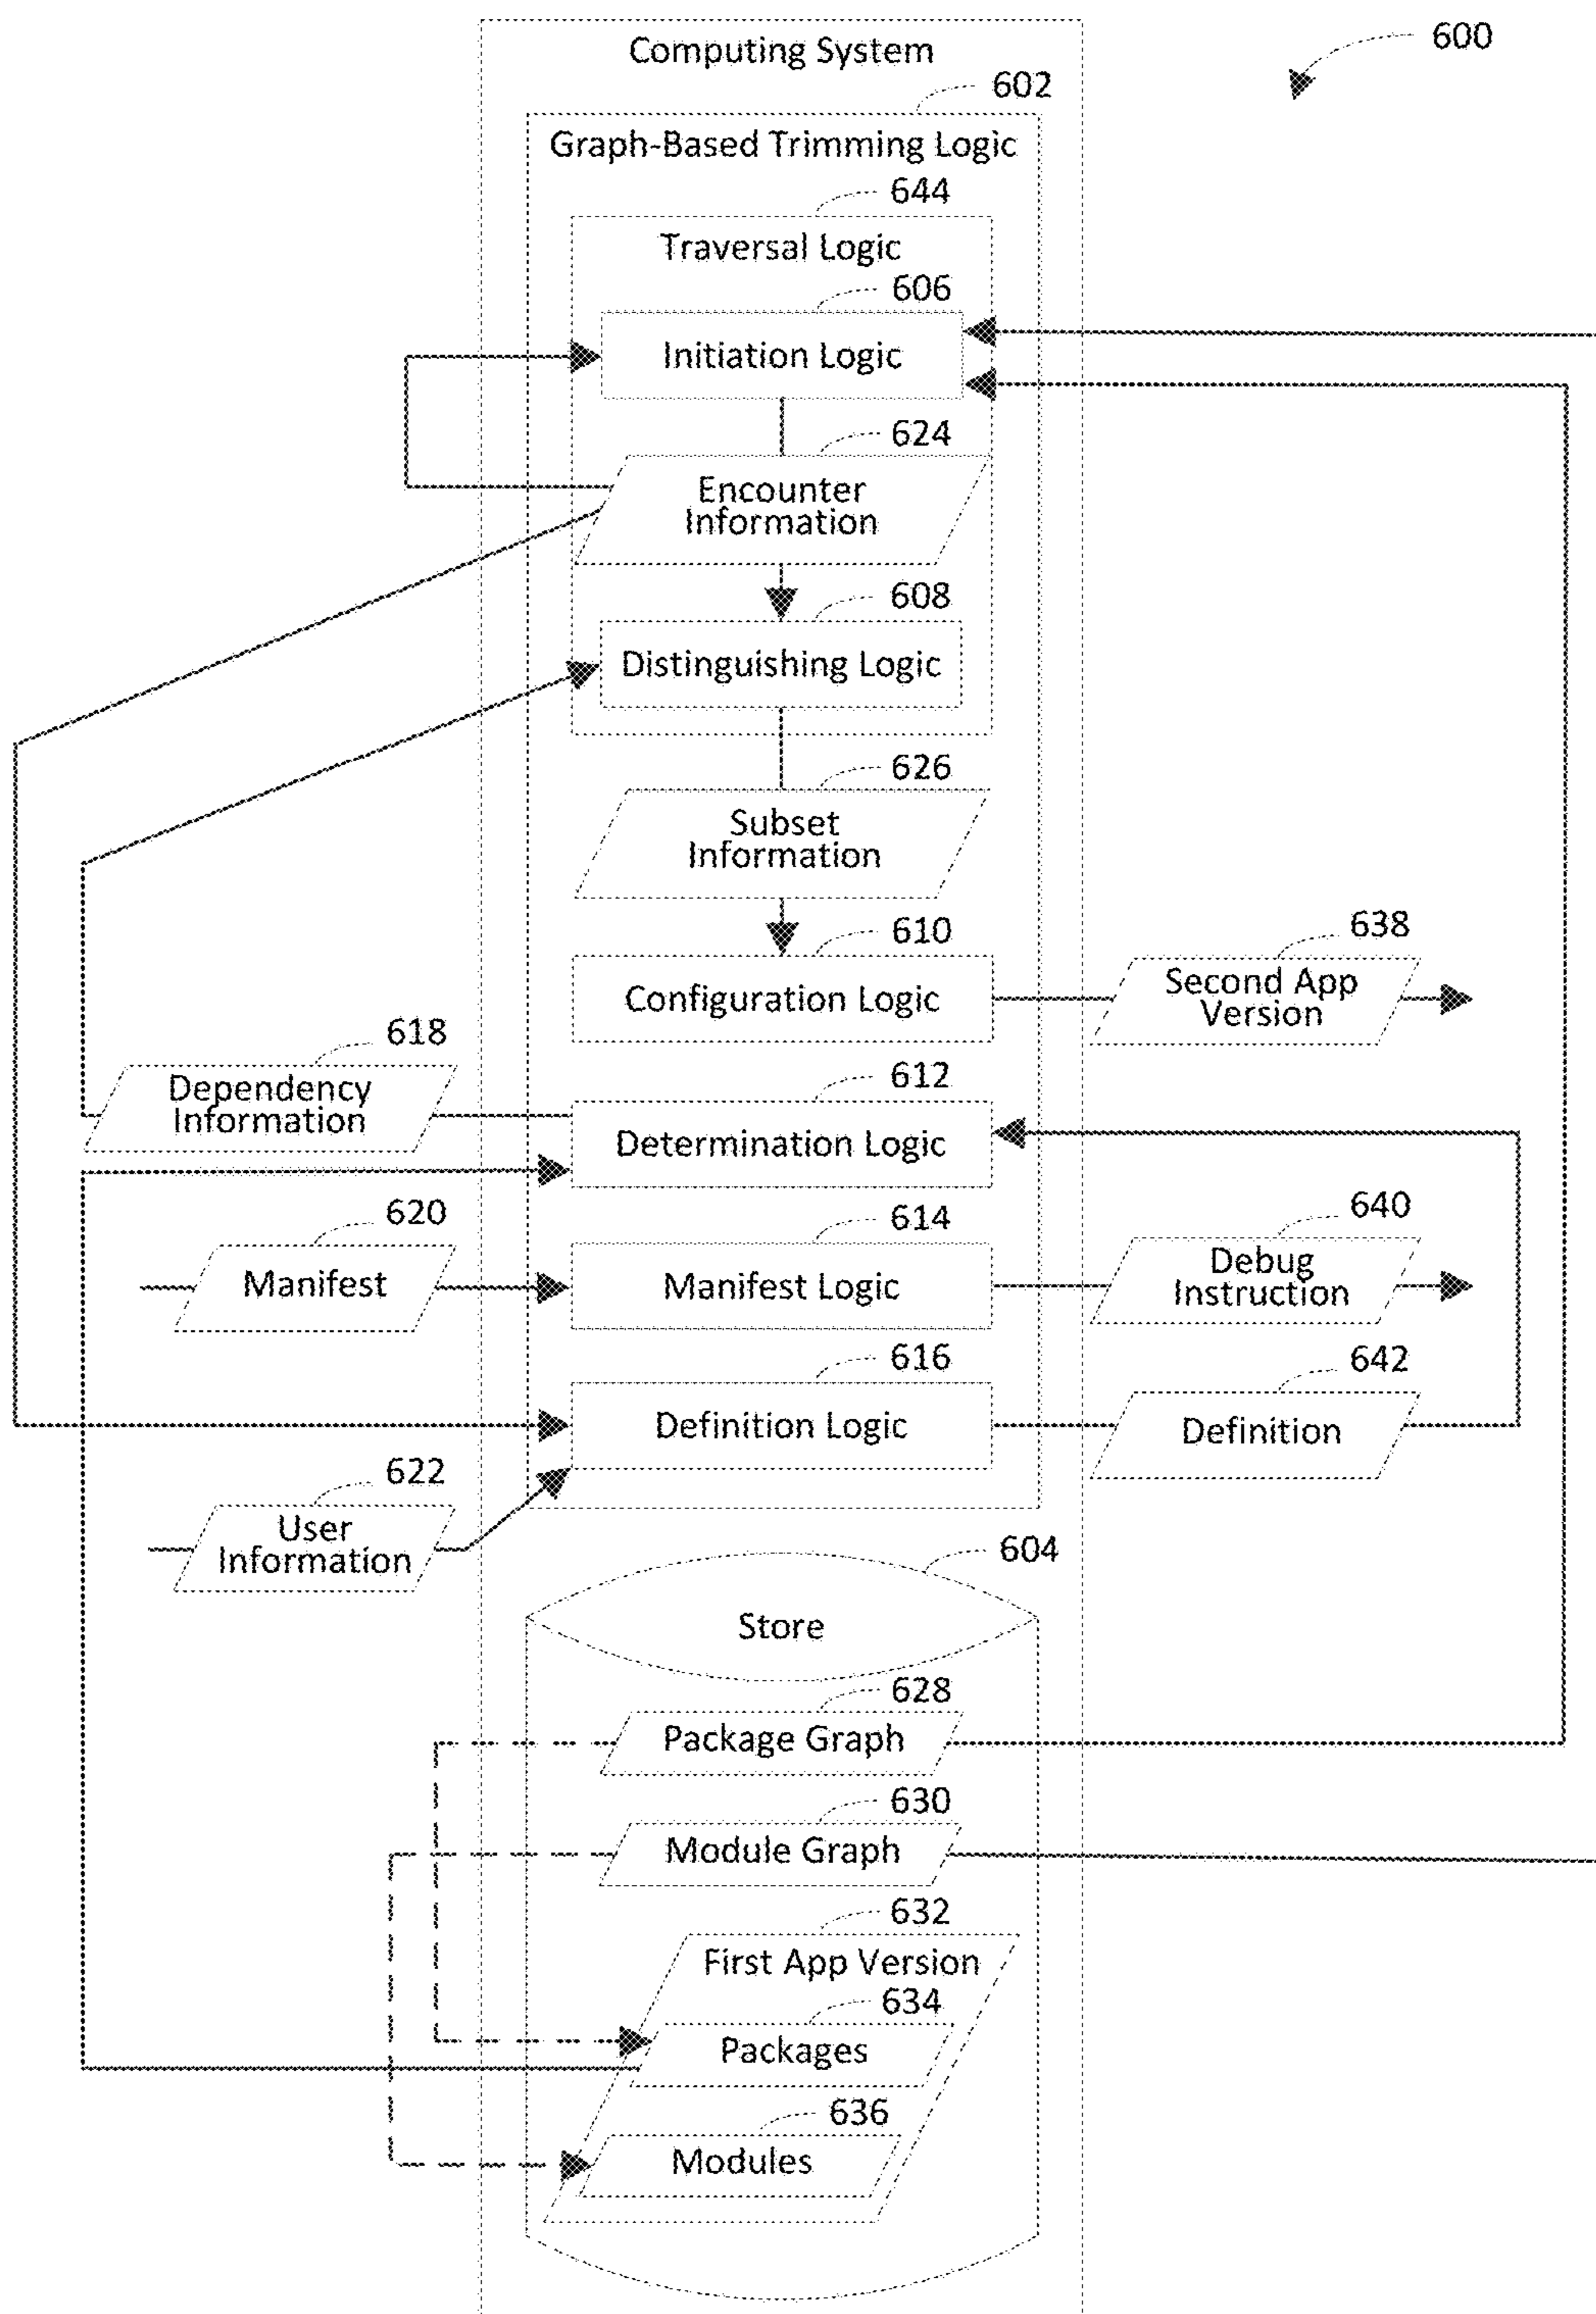 Computing System
600
602
Graph-Based Trimming Logic
644
Traversal Logic
606
Initiation Logic
624
Encounter
Information
608
Distinguishing Logic
626
Subset
Information
610
Configuration Logic
638
Second App
Version
618
Dependency
Information
612
Determination Logic
620
Manifest
614
Manifest Logic
640
Debug
Instruction
616
Definition Logic
642
Definition
622
User
Information
604
Store
628
Package Graph
630
Module Graph
632
First App Version
634
Packages
636
Modules